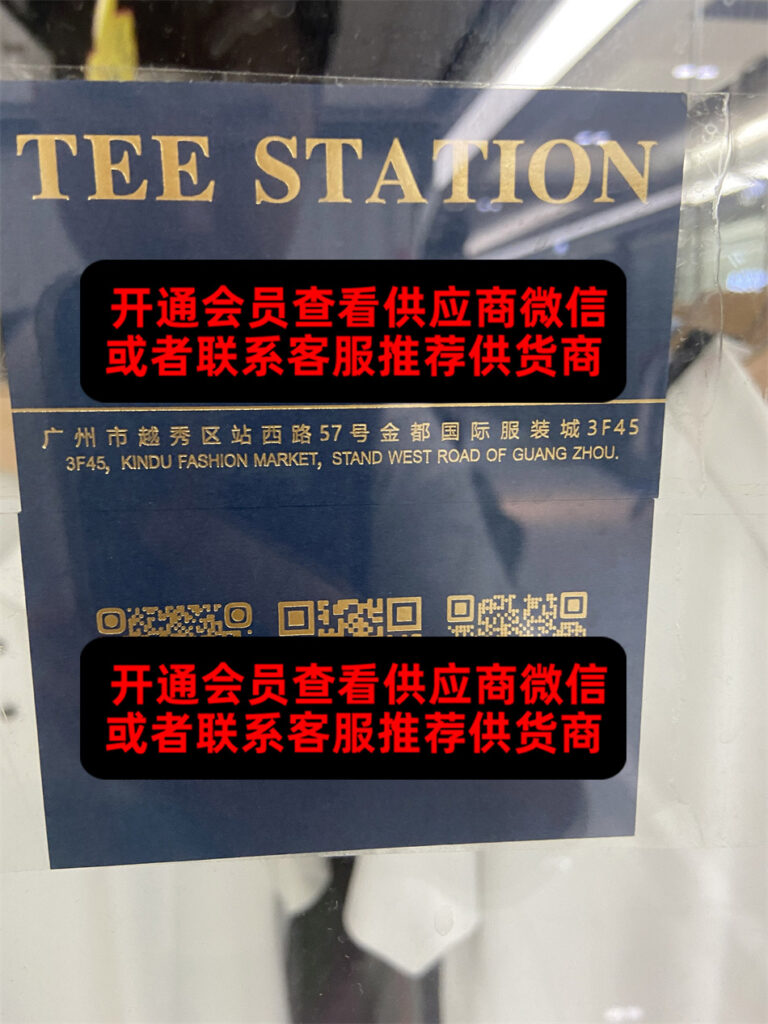 TEE STATION
开通会员查看供应商微信
或者联系客服推荐供货商
广州市越秀区站西路57号金都国际服装城3F45
3F45, KINDU FASHION MARKET, STAND WEST ROAD OF GUANG ZHOU.
开通会员查看供应商微信
或者联系客服推荐供货商